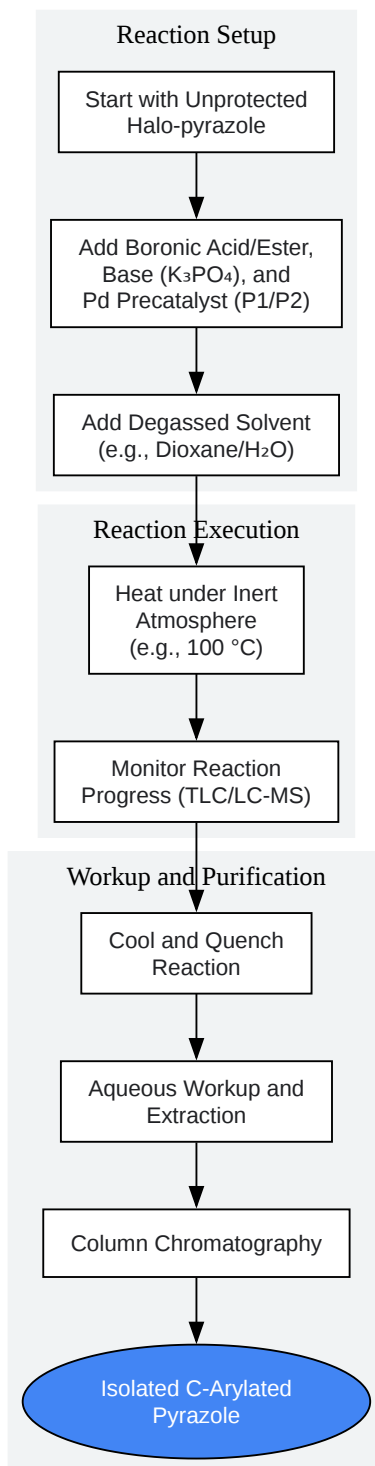 Reaction Setup
Start with Unprotected
Halo-pyrazole
Add Boronic Acid/Ester,
Base (K₃PO₄), and
Pd Precatalyst (P1/P2)
Add Degassed Solvent
(e.g., Dioxane/H₂O)
Reaction Execution
Heat under Inert
Atmosphere
(e.g., 100 °C)
Monitor Reaction
Progress (TLC/LC-MS)
Workup and Purification
Cool and Quench
Reaction
Aqueous Workup and
Extraction
Column Chromatography
Isolated C-Arylated
Pyrazole